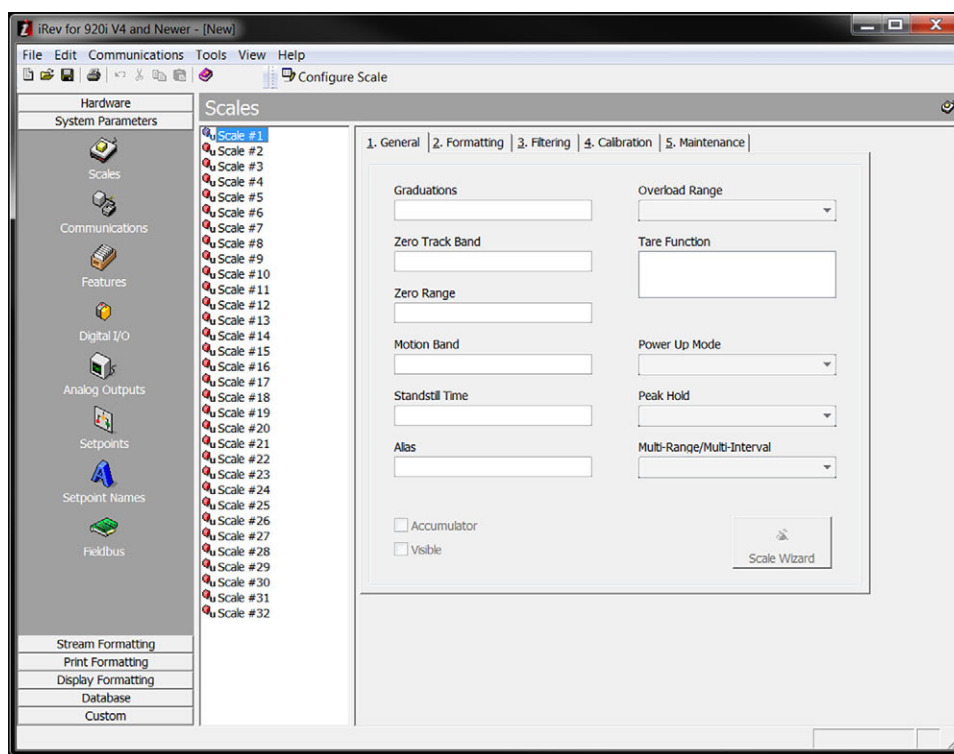 iRev for 920i V4 and Newer - [New]
File Edit Communications Tools View Help
Configure Scale
Hardware
System Parameters
Scales
Communications
Features
Digital I/O
Analog Outputs
Setpoints
Setpoint Names
Fieldbus
Stream Formatting
Print Formatting
Display Formatting
Database
Custom
Scales
Scale #1
Scale #2
Scale #3
Scale #4
Scale #5
Scale #6
Scale #7
Scale #8
Scale #9
Scale #10
Scale #11
Scale #12
Scale #13
Scale #14
Scale #15
Scale #16
Scale #17
Scale #18
Scale #19
Scale #20
Scale #21
Scale #22
Scale #23
Scale #24
Scale #25
Scale #26
Scale #27
Scale #28
Scale #29
Scale #30
Scale #31
Scale #32
1. General 2. Formatting 3. Filtering 4. Calibration 5. Maintenance
Graduations
Zero Track Band
Zero Range
Motion Band
Standstill Time
Alias
Accumulator
Visible
Overload Range
Tare Function
Power Up Mode
Peak Hold
Multi-Range/Multi-Interval
Scale Wizard